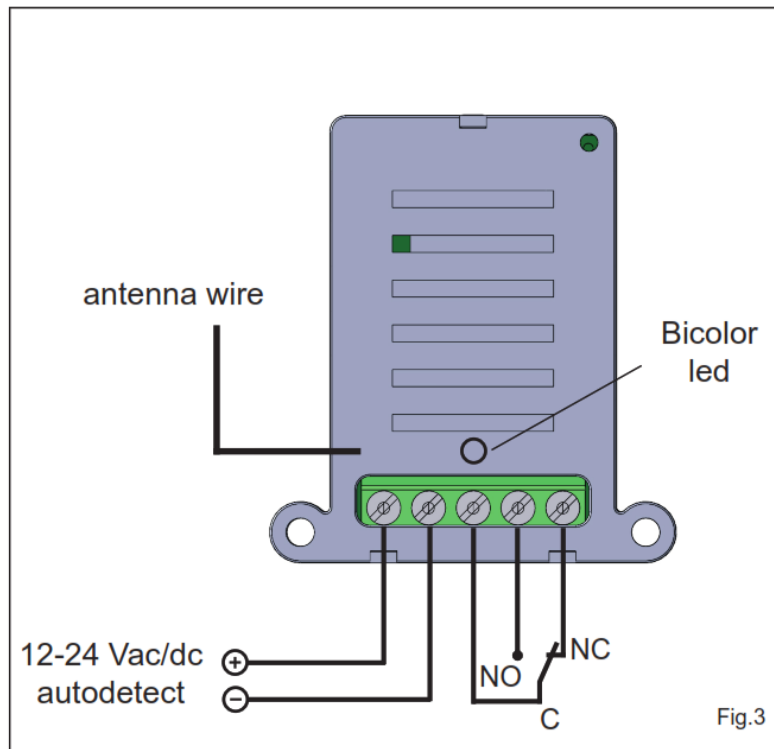 antenna wire
Bicolor
led
12-24 Vac/dc
autodetect
+
−
NO
NC
C
Fig.3